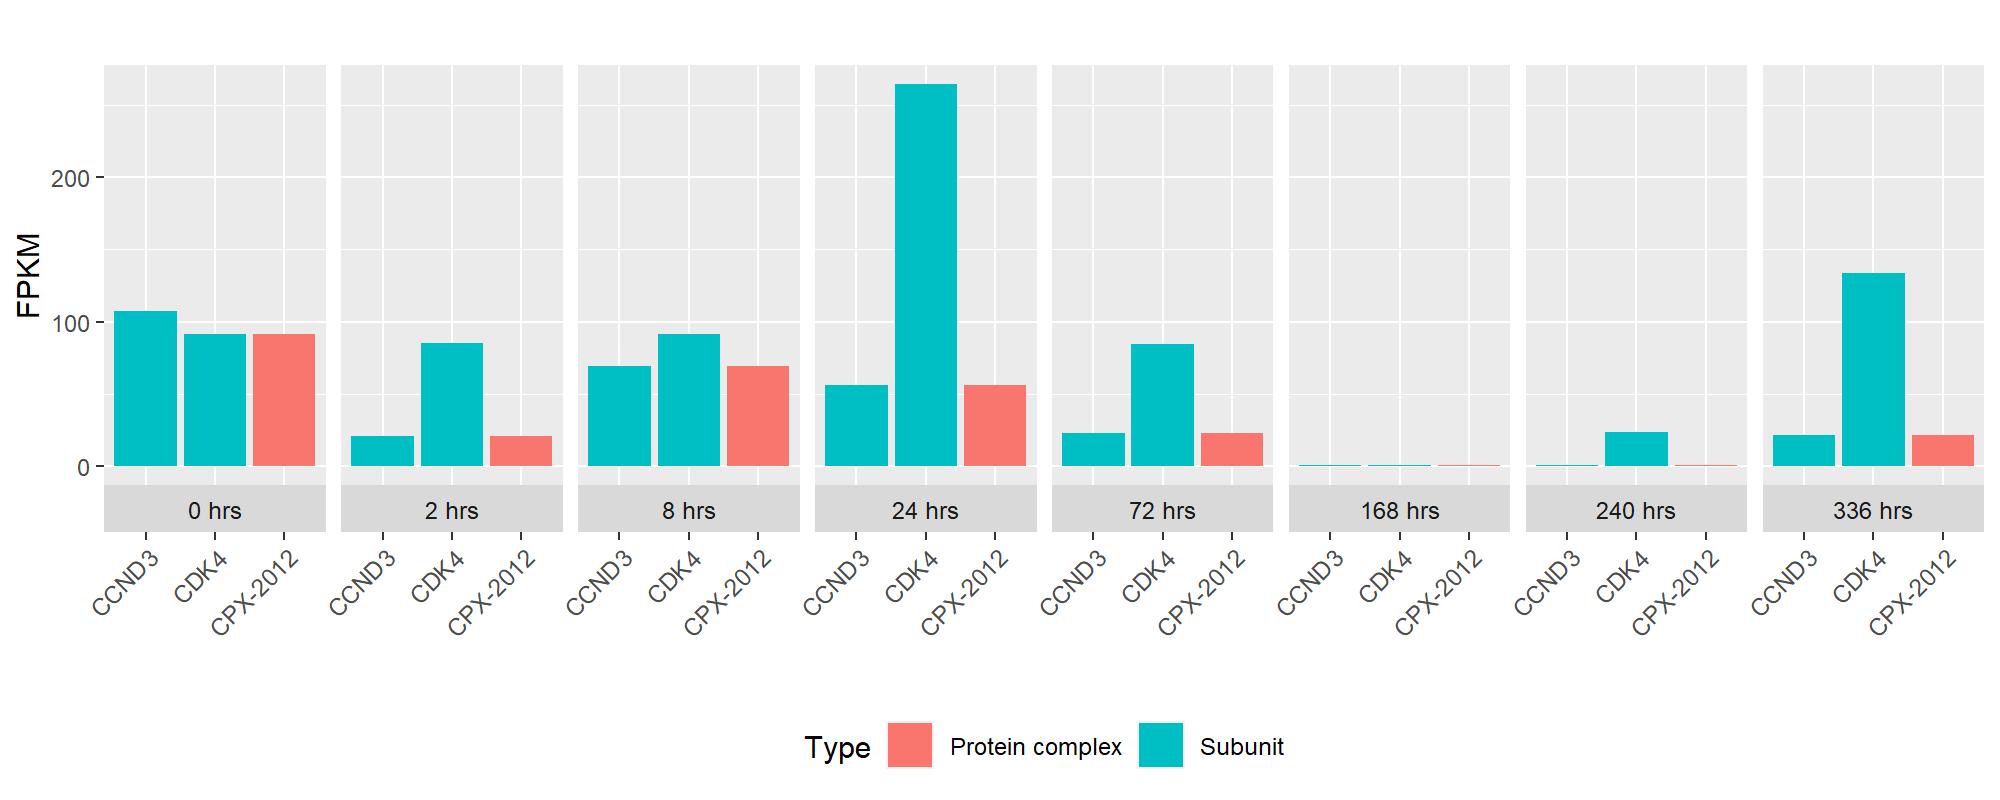 FPKM
200
100
0
0 hrs 2 hrs 8 hrs 24 hrs 72 hrs 168 hrs 240 hrs 336 hrs
CCND3 CDK4 CPX-2012 CCND3 CDK4 CPX-2012 CCND3 CDK4 CPX-2012 CCND3 CDK4 CPX-2012 CCND3 CDK4 CPX-2012 CCND3 CDK4 CPX-2012 CCND3 CDK4 CPX-2012 CCND3 CDK4 CPX-2012
Type Protein complex Subunit